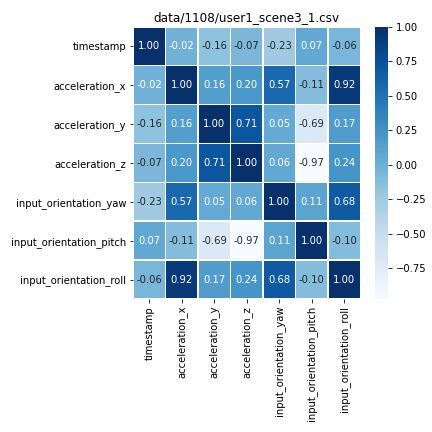 data/1108/user1_scene3_1.csv
timestamp 1.00 -0.02 -0.16 -0.07 -0.23 0.07 -0.06
acceleration_x -0.02 1.00 0.16 0.20 0.57 -0.11 0.92
acceleration_y -0.16 0.16 1.00 0.71 0.05 -0.69 0.17
acceleration_z -0.07 0.20 0.71 1.00 0.06 -0.97 0.24
input_orientation_yaw -0.23 0.57 0.05 0.06 1.00 0.11 0.68
input_orientation_pitch 0.07 -0.11 -0.69 -0.97 0.11 1.00 -0.10
input_orientation_roll -0.06 0.92 0.17 0.24 0.68 -0.10 1.00
timestamp
acceleration_x
acceleration_y
acceleration_z
input_orientation_yaw
input_orientation_pitch
input_orientation_roll
1.00
0.75
0.50
0.25
0.00
−0.25
−0.50
−0.75